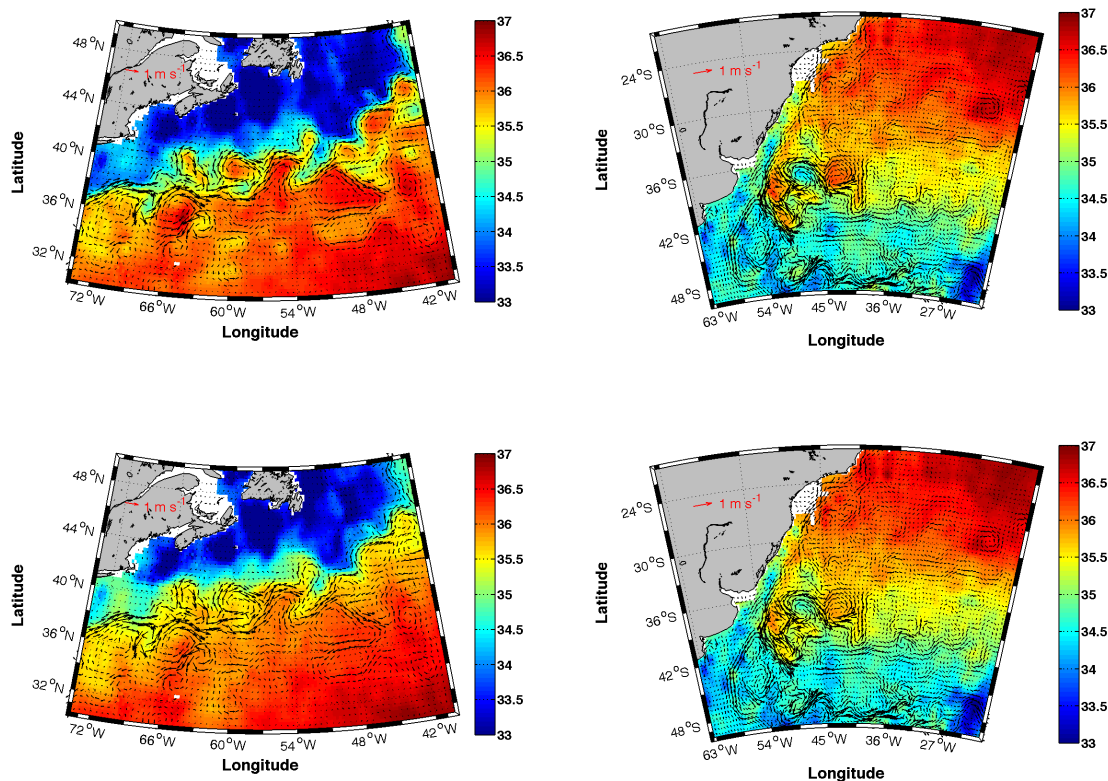 48°N
44°N
40°N
36°N
32°N
72°W
66°W
60°W
54°W
48°W
42°W
Latitude
Longitude
1 m s⁻¹
37
36.5
36
35.5
35
34.5
34
33.5
33
24°S
30°S
36°S
42°S
48°S
63°W
54°W
45°W
36°W
27°W
Latitude
Longitude
1 m s⁻¹
37
36.5
36
35.5
35
34.5
34
33.5
33
48°N
44°N
40°N
36°N
32°N
72°W
66°W
60°W
54°W
48°W
42°W
Latitude
Longitude
1 m s⁻¹
37
36.5
36
35.5
35
34.5
34
33.5
33
24°S
30°S
36°S
42°S
48°S
63°W
54°W
45°W
36°W
27°W
Latitude
Longitude
1 m s⁻¹
37
36.5
36
35.5
35
34.5
34
33.5
33